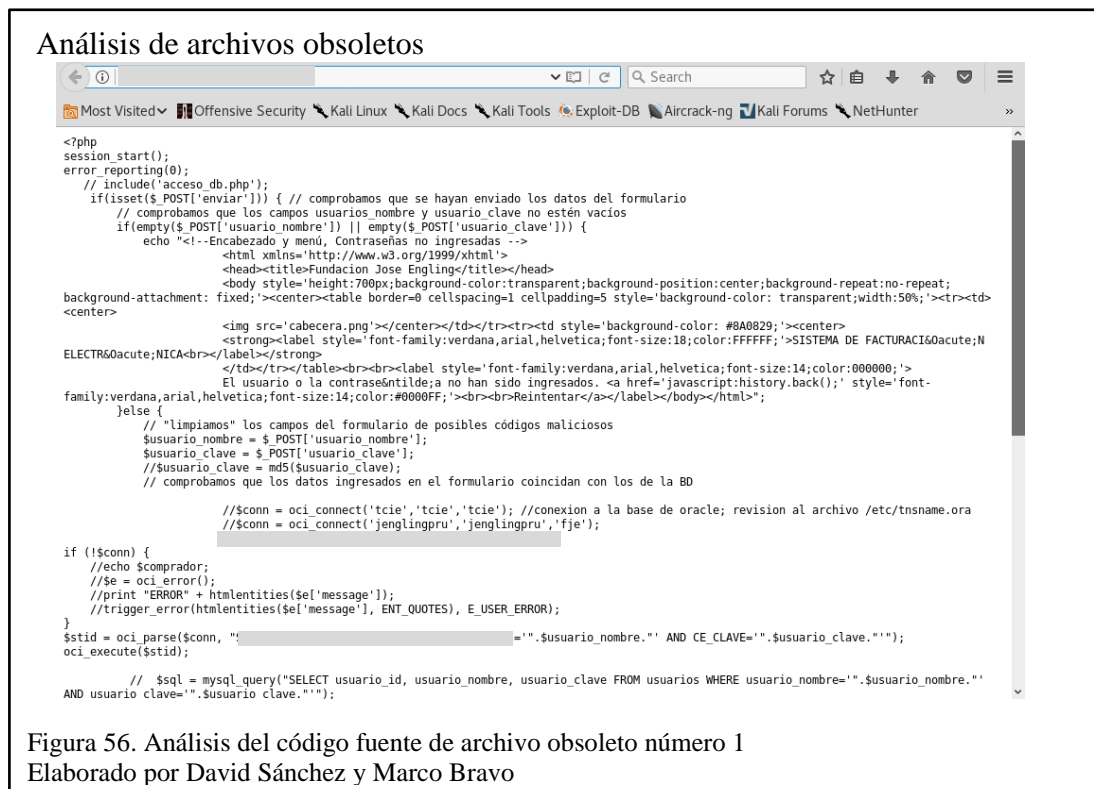 Análisis de archivos obsoletos
Search
Most Visited Offensive Security Kali Linux Kali Docs Kali Tools Exploit-DB Aircrack-ng Kali Forums NetHunter »
<?php
session_start();
error_reporting(0);
// include('acceso_db.php');
if(isset($_POST['enviar'])) { // comprobamos que se hayan enviado los datos del formulario
// comprobamos que los campos usuarios_nombre y usuario_clave no estén vacíos
if(empty($_POST['usuario_nombre']) || empty($_POST['usuario_clave'])) {
echo "<!--Encabezado y menú, Contraseñas no ingresadas -->
<html xmlns='http://www.w3.org/1999/xhtml'>
<head><title>Fundacion Jose Engling</title></head>
<body style='height:700px;background-color:transparent;background-position:center;background-repeat:no-repeat;
background-attachment: fixed;'><center><table border=0 cellspacing=1 cellpadding=5 style='background-color: transparent;width:50%;'><tr><td>
<center>
<img src='cabecera.png'></center></td></tr><tr><td style='background-color: #8A0829;'><center>
<strong><label style='font-family:verdana,arial,helvetica;font-size:18;color:FFFFFF;'>SISTEMA DE FACTURACI&Oacute;N
ELECTR&Oacute;NICA<br></label></strong>
</td></tr></table><br><br><label style='font-family:verdana,arial,helvetica;font-size:14;color:000000;'>
El usuario o la contrase&ntilde;a no han sido ingresados. <a href='javascript:history.back();' style='font-
family:verdana,arial,helvetica;font-size:14;color:#0000FF;'><br><br>Reintentar</a></label></body></html>";
}else {
// "limpiamos" los campos del formulario de posibles códigos maliciosos
$usuario_nombre = $_POST['usuario_nombre'];
$usuario_clave = $_POST['usuario_clave'];
//$usuario_clave = md5($usuario_clave);
// comprobamos que los datos ingresados en el formulario coincidan con los de la BD
//$conn = oci_connect('tcie','tcie','tcie'); //conexion a la base de oracle; revision al archivo /etc/tnsname.ora
//$conn = oci_connect('jenglingpru','jenglingpru','fje');
if (!$conn) {
//echo $comprador;
//$e = oci_error();
//print "ERROR" + htmlentities($e['message']);
//trigger_error(htmlentities($e['message'], ENT_QUOTES), E_USER_ERROR);
}
$stid = oci_parse($conn, " ='".$usuario_nombre."' AND CE_CLAVE='".$usuario_clave."'");
oci_execute($stid);
// $sql = mysql_query("SELECT usuario_id, usuario_nombre, usuario_clave FROM usuarios WHERE usuario_nombre='".$usuario_nombre."'
AND usuario clave='".$usuario clave."'");
Figura 56. Análisis del código fuente de archivo obsoleto número 1
Elaborado por David Sánchez y Marco Bravo